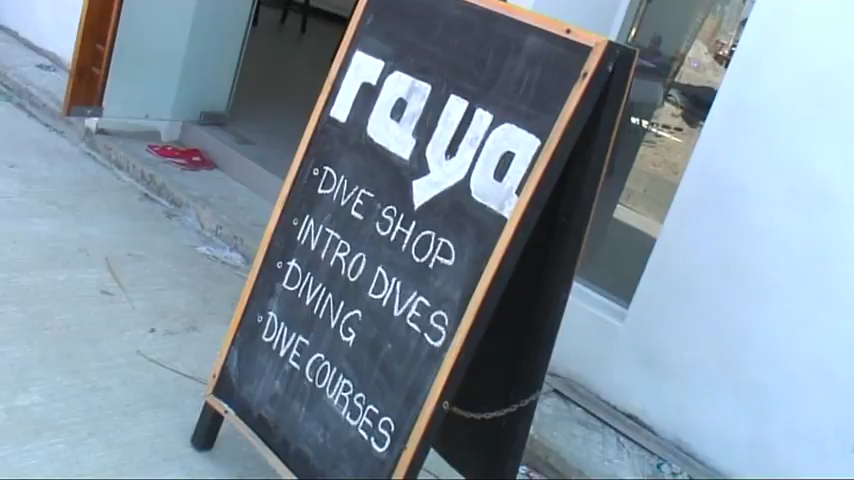 raya
° DIVE SHOP
° INTRO DIVES
° DIVING
° DIVE COURSES